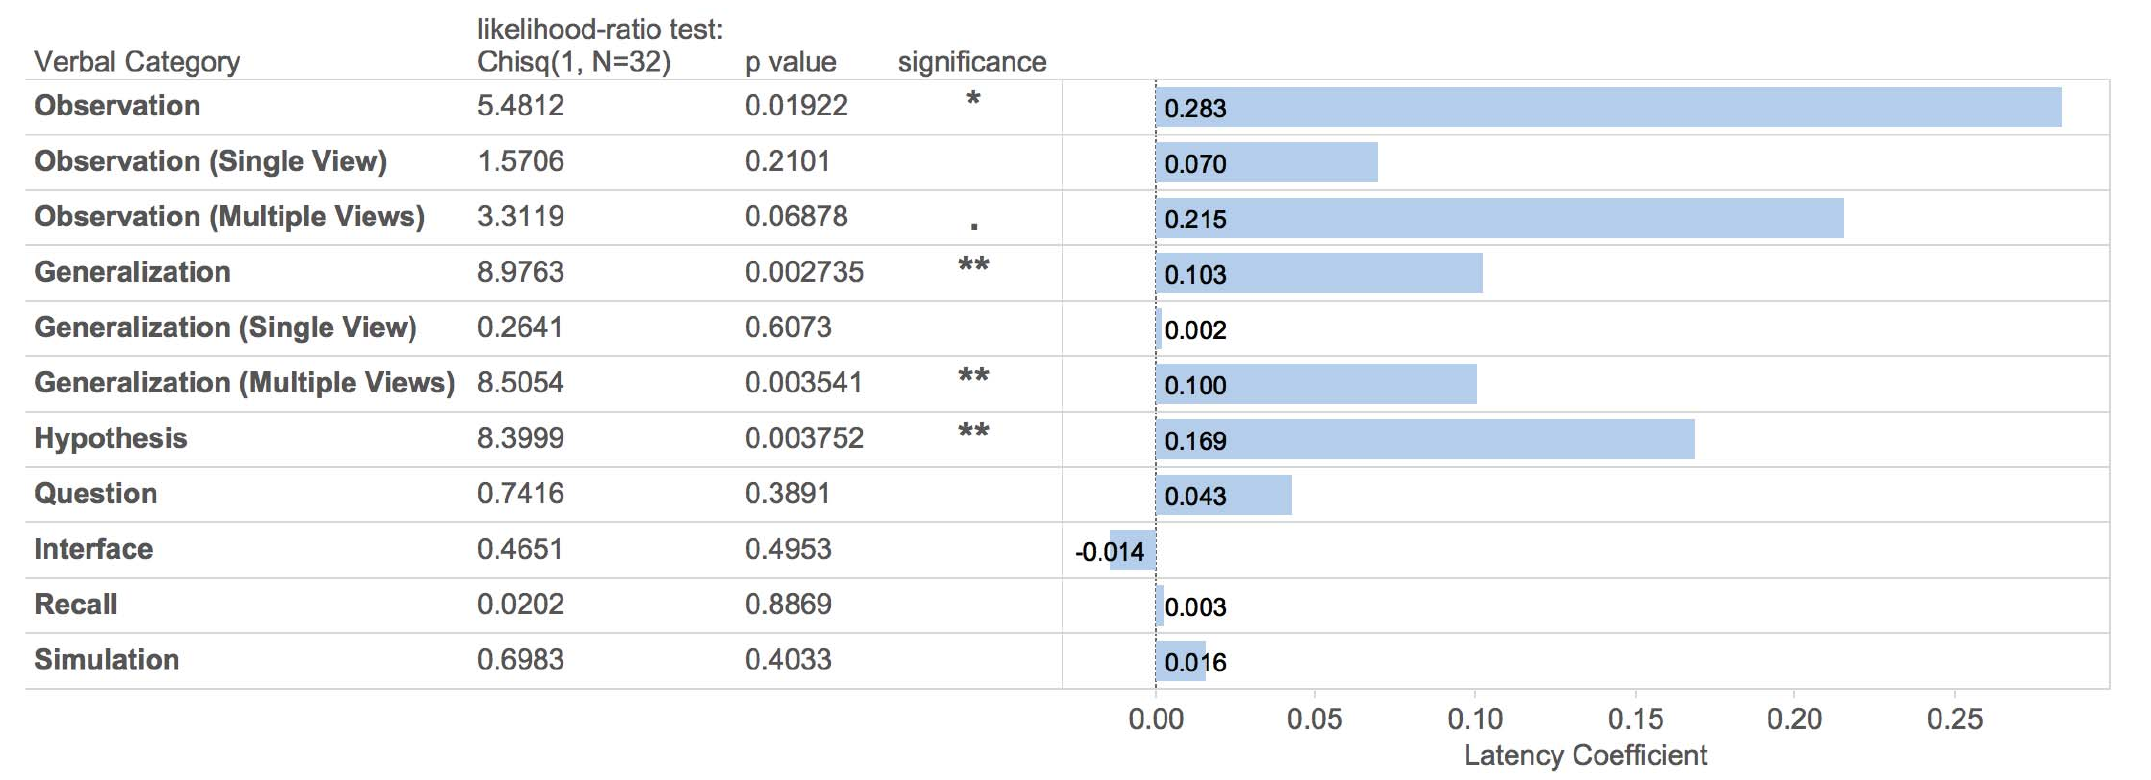 likelihood-ratio test:
Verbal Category Chisq(1, N=32) p value significance
Observation 5.4812 0.01922 * 0.283
Observation (Single View) 1.5706 0.2101 0.070
Observation (Multiple Views) 3.3119 0.06878 . 0.215
Generalization 8.9763 0.002735 ** 0.103
Generalization (Single View) 0.2641 0.6073 0.002
Generalization (Multiple Views) 8.5054 0.003541 ** 0.100
Hypothesis 8.3999 0.003752 ** 0.169
Question 0.7416 0.3891 0.043
Interface 0.4651 0.4953 -0.014
Recall 0.0202 0.8869 0.003
Simulation 0.6983 0.4033 0.016
0.00 0.05 0.10 0.15 0.20 0.25
Latency Coefficient